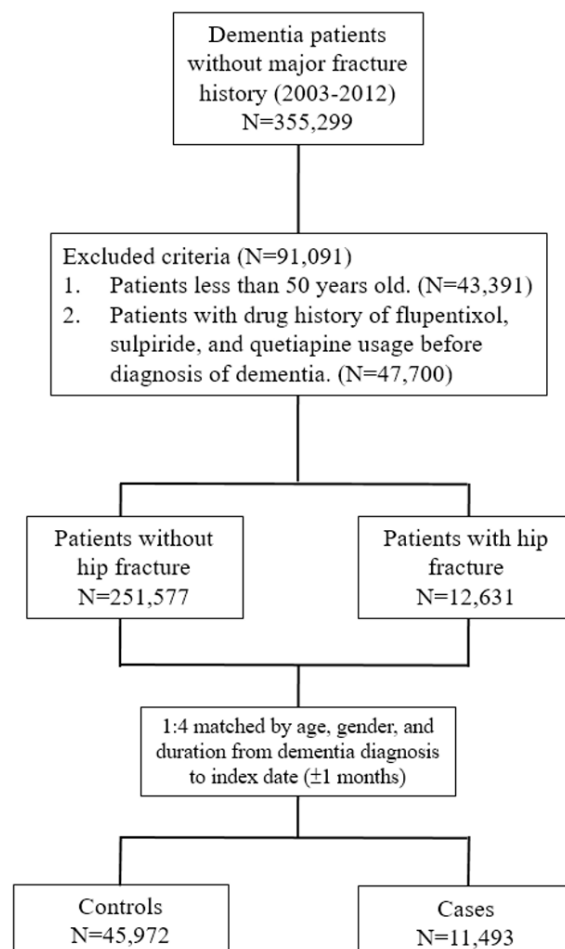 Dementia patients
without major fracture
history (2003-2012)
N=355,299
Excluded criteria (N=91,091)
1. Patients less than 50 years old. (N=43,391)
2. Patients with drug history of flupentixol,
sulpiride, and quetiapine usage before
diagnosis of dementia. (N=47,700)
Patients without
hip fracture
N=251,577
Patients with hip
fracture
N=12,631
1:4 matched by age, gender, and
duration from dementia diagnosis
to index date (±1 months)
Controls
N=45,972
Cases
N=11,493